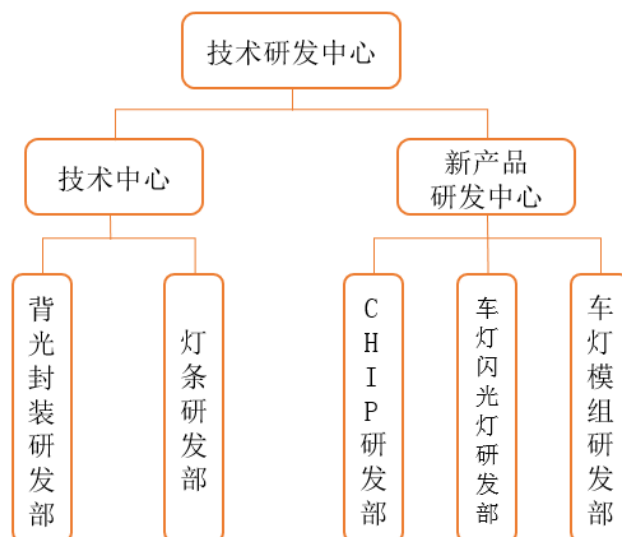 技术研发中心
技术中心
新产品
研发中心
背光封装研发部
灯条研发部
CHIP研发部
车灯闪光灯研发部
车灯模组研发部